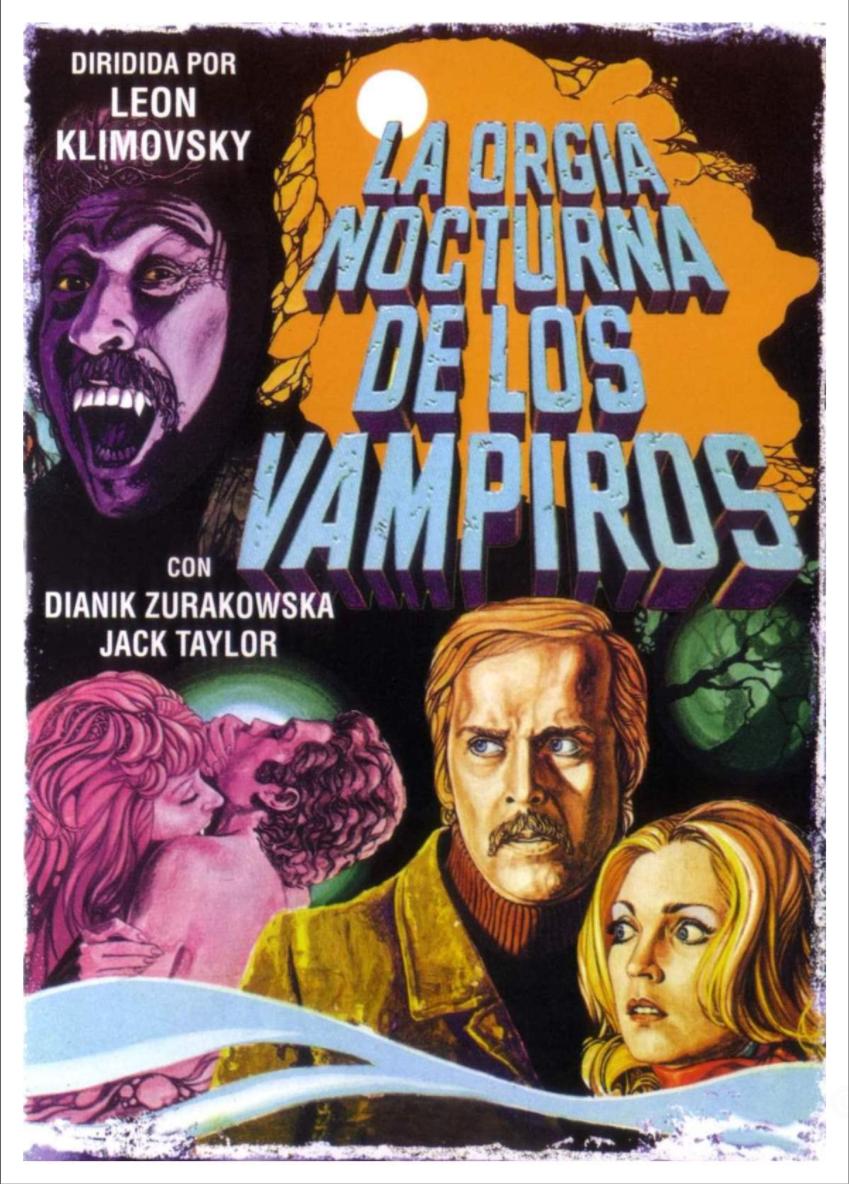 DIRIDIDA POR
LEON
KLIMOVSKY
LA ORGIA
NOCTURNA
DE LOS
VAMPIROS
CON
DIANIK ZURAKOWSKA
JACK TAYLOR